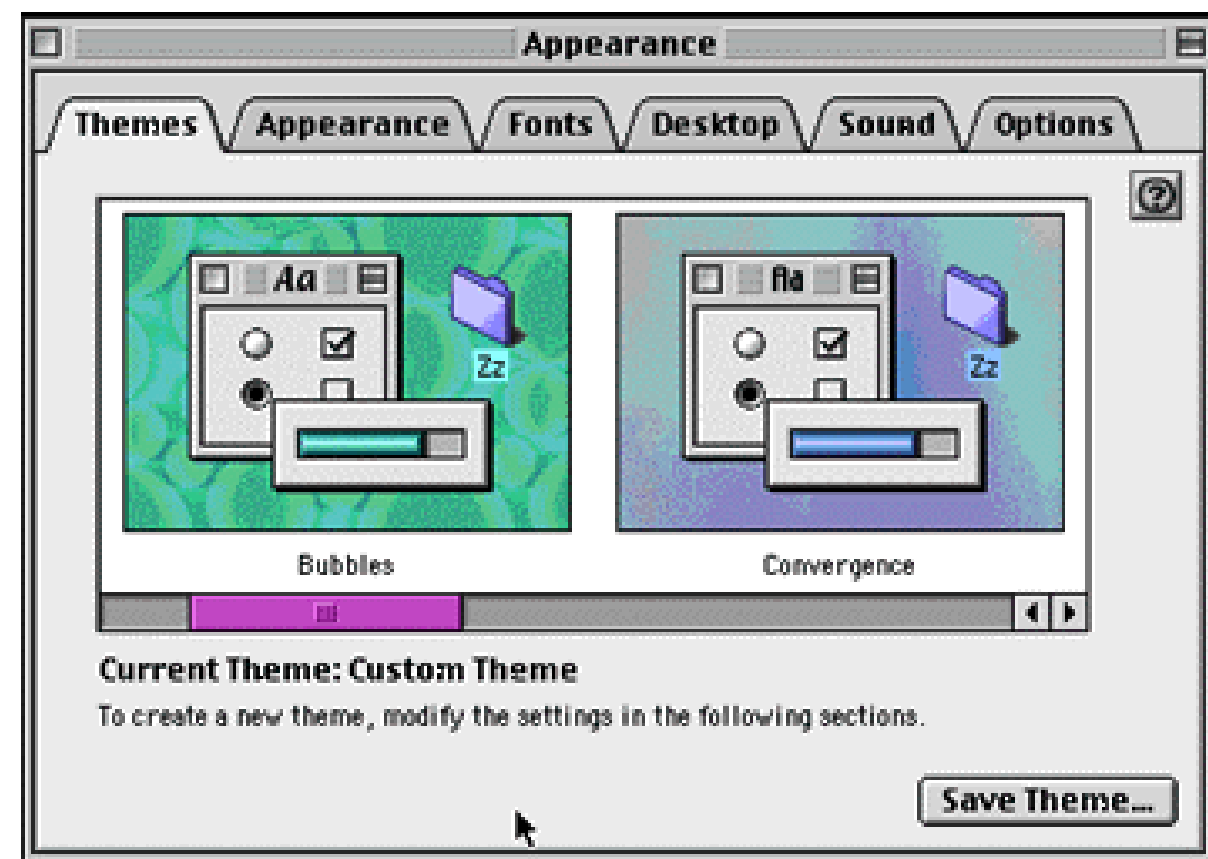 Appearance
Themes Appearance Fonts Desktop Sound Options
Aa Aa
Zz Zz
Bubbles Convergence
Current Theme: Custom Theme
To create a new theme, modify the settings in the following sections.
Save Theme...